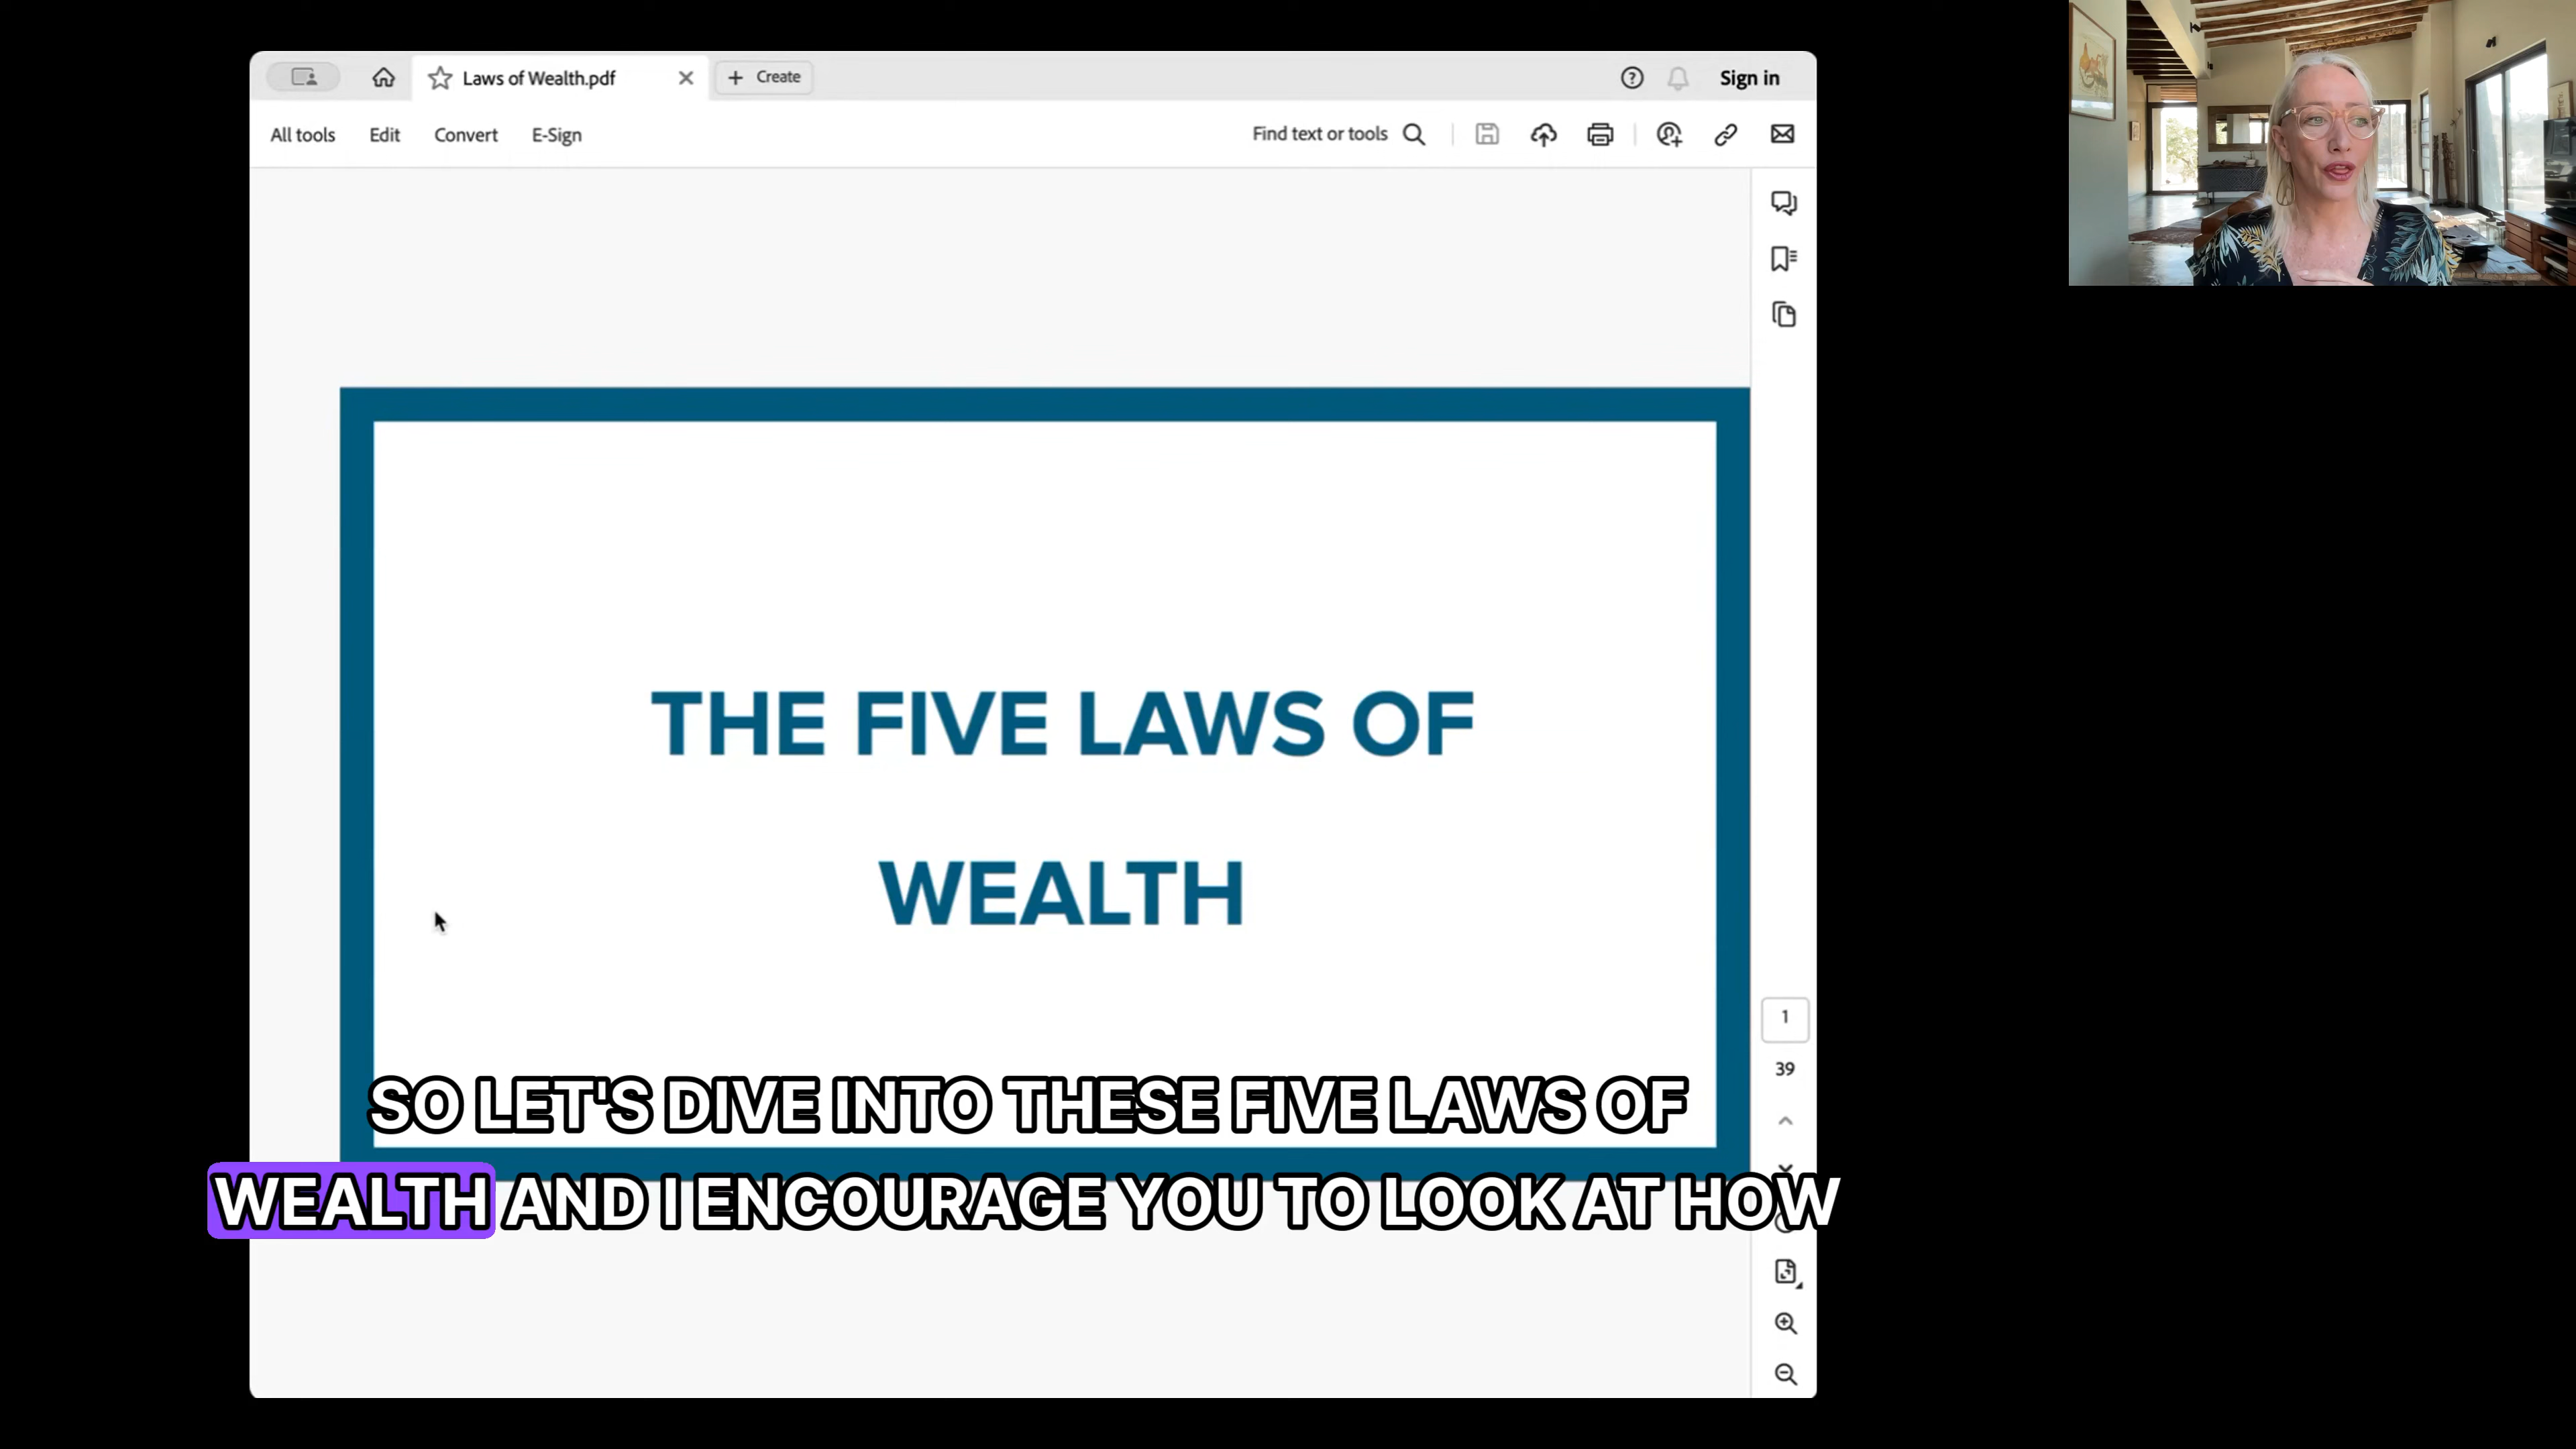 Laws of Wealth.pdf
Create
Sign in
All tools
Edit
Convert
E-Sign
Find text or tools
THE FIVE LAWS OF
WEALTH
1
39
SO LET'S DIVE INTO THESE FIVE LAWS OF
WEALTH AND I ENCOURAGE YOU TO LOOK AT HOW